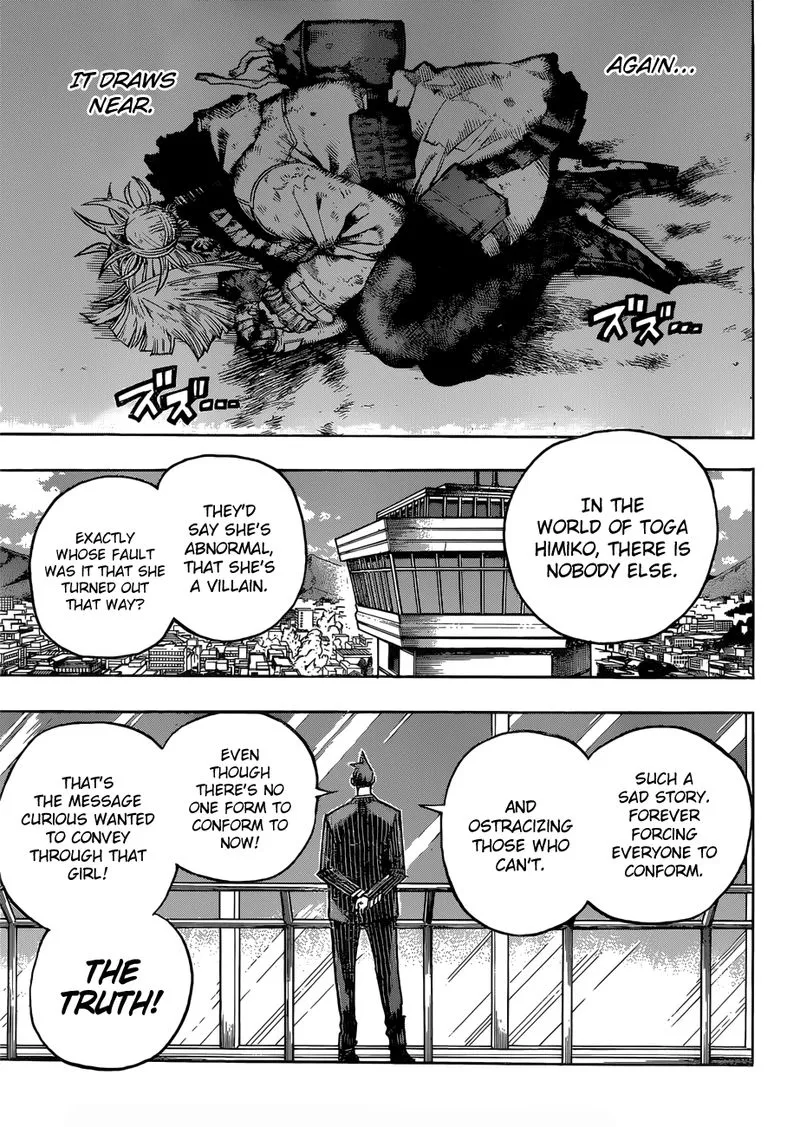 AGAIN...
IT DRAWS
NEAR.
ズズ...
ズズ...
IN THE
WORLD OF TOGA
HIMIKO, THERE IS
NOBODY ELSE.
THEY'D
SAY SHE'S
ABNORMAL,
THAT SHE'S
A VILLAIN.
EXACTLY
WHOSE FAULT
WAS IT THAT SHE
TURNED OUT
THAT WAY?
SUCH A
SAD STORY.
FOREVER
FORCING
EVERYONE TO
CONFORM.
AND
OSTRACIZING
THOSE WHO
CAN'T.
EVEN
THOUGH
THERE'S NO
ONE FORM TO
CONFORM TO
NOW!
THAT'S
THE MESSAGE
CURIOUS WANTED
TO CONVEY
THROUGH THAT
GIRL!
THE
TRUTH!